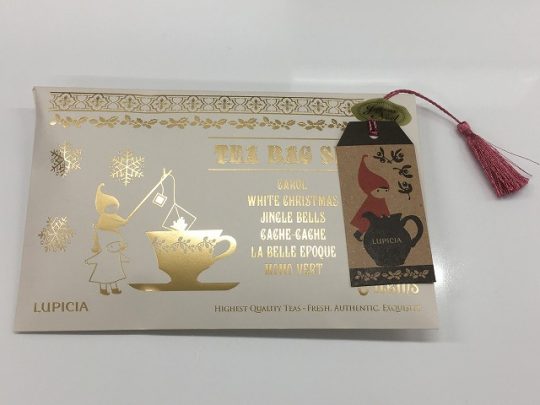 TEA BAG S
CAROL
WHITE CHRISTMAS
JINGLE BELLS
CACHE-CACHE
LA BELLE EPOQUE
MOMO VERT
LUPICIA
HIGHEST QUALITY TEAS - FRESH, AUTHENTIC, EXQUISITE
LUPICIA